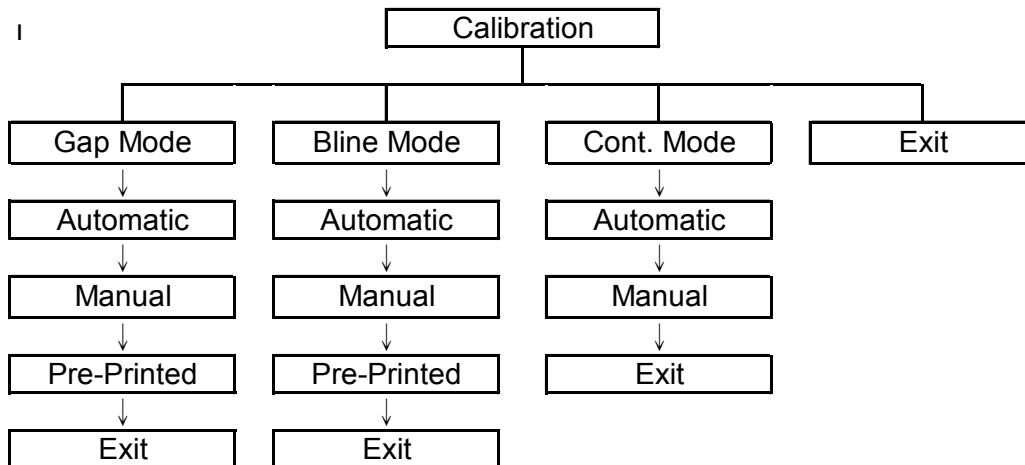 Calibration
Gap Mode Bline Mode Cont. Mode Exit
Automatic Automatic Automatic
Manual Manual Manual
Pre-Printed Pre-Printed Exit
Exit Exit